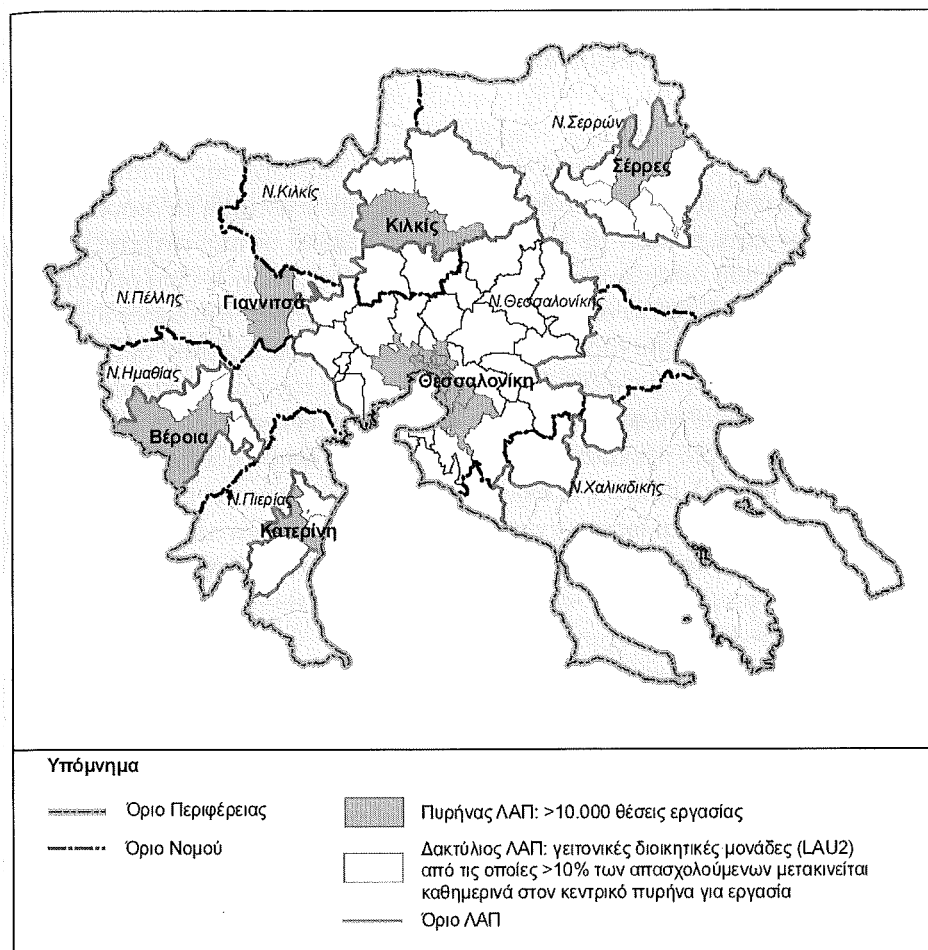 Ν.Σερρών
Σέρρες
Ν.Κιλκίς
Κιλκίς
Ν.Πέλλης
Γιαννιτσά
Ν.Θεσσαλονίκης
Ν.Ημαθίας
Θεσσαλονίκη
Βέροια
Ν.Πιερίας
Ν.Χαλικιδικής
Κατερίνη
Υπόμνημα
Όριο Περιφέρειας
Όριο Νομού
Πυρήνας ΛΑΠ: >10.000 θέσεις εργασίας
Δακτύλιος ΛΑΠ: γειτονικές διοικητικές μονάδες (LAU2)
από τις οποίες >10% των απασχολούμενων μετακινείται
καθημερινά στον κεντρικό πυρήνα για εργασία
Όριο ΛΑΠ